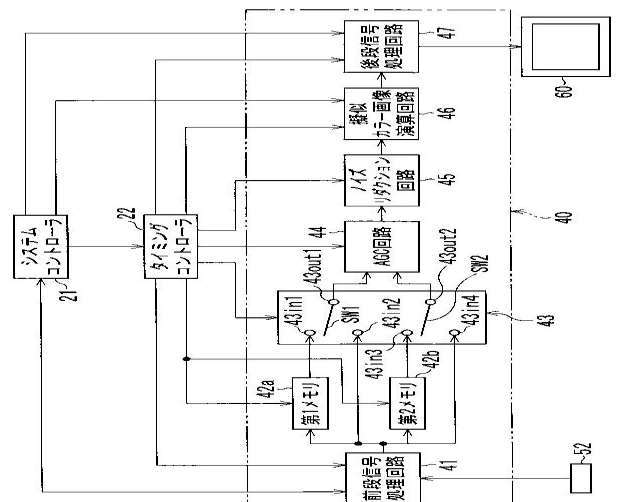 システム
コントローラ
21
タイミング
コントローラ
22
前段信号
処理回路
41
第1メモリ
42a
第2メモリ
42b
43in1
43in2
43in3
43in4
SW1
SW2
43out1
43out2
43
AGC回路
44
ノイズ
リダクション
回路
45
擬似
カラー画像
演算回路
46
後段信号
処理回路
47
40
52
60